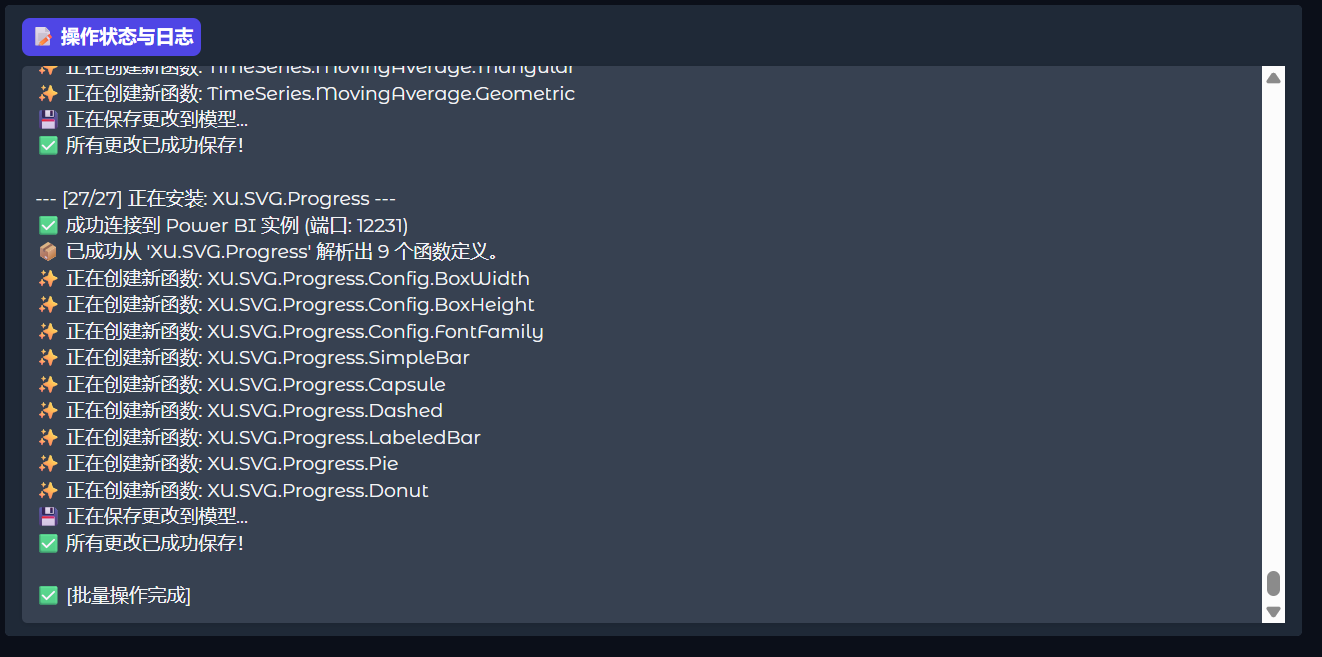 📝 操作状态与日志
✨ 正在创建新函数: TimeSeries.MovingAverage.Triangular
✨ 正在创建新函数: TimeSeries.MovingAverage.Geometric
💾 正在保存更改到模型...
✅ 所有更改已成功保存!
--- [27/27] 正在安装: XU.SVG.Progress ---
✅ 成功连接到 Power BI 实例 (端口: 12231)
📦 已成功从 'XU.SVG.Progress' 解析出 9 个函数定义。
✨ 正在创建新函数: XU.SVG.Progress.Config.BoxWidth
✨ 正在创建新函数: XU.SVG.Progress.Config.BoxHeight
✨ 正在创建新函数: XU.SVG.Progress.Config.FontFamily
✨ 正在创建新函数: XU.SVG.Progress.SimpleBar
✨ 正在创建新函数: XU.SVG.Progress.Capsule
✨ 正在创建新函数: XU.SVG.Progress.Dashed
✨ 正在创建新函数: XU.SVG.Progress.LabeledBar
✨ 正在创建新函数: XU.SVG.Progress.Pie
✨ 正在创建新函数: XU.SVG.Progress.Donut
💾 正在保存更改到模型...
✅ 所有更改已成功保存!
✅ [批量操作完成]